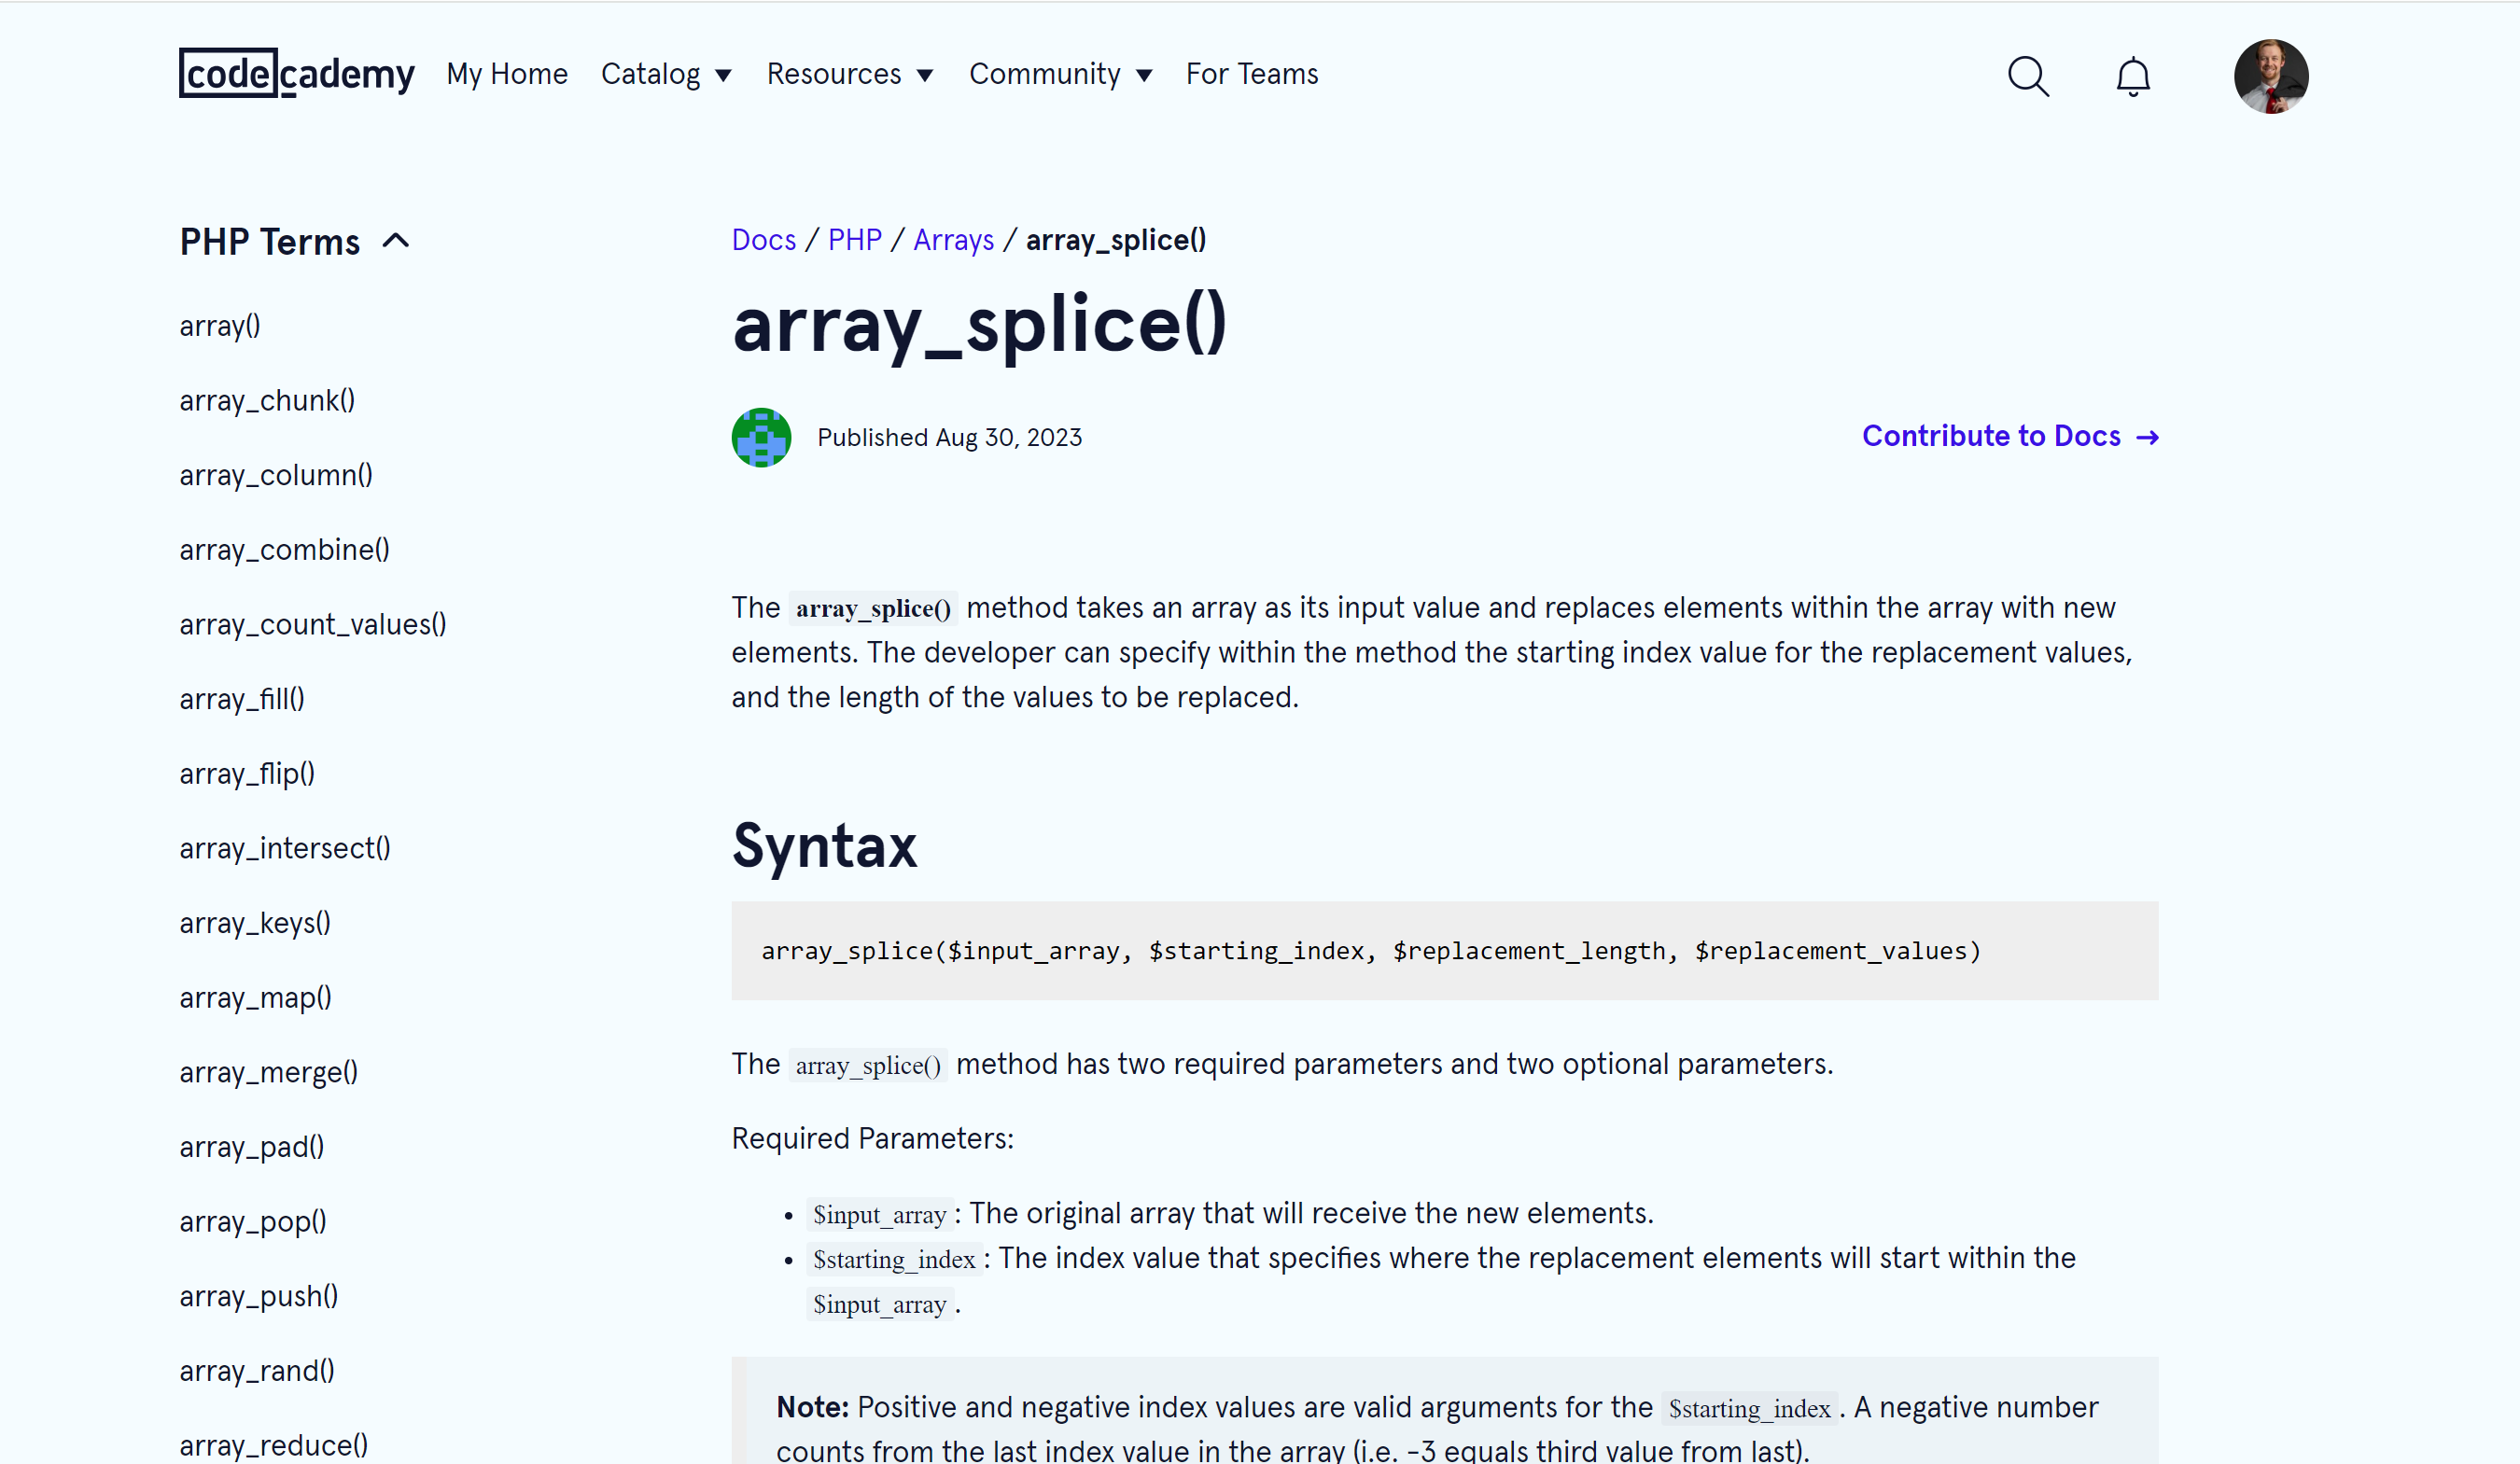 codecademy My Home Catalog Resources Community For Teams
PHP Terms
array()
array_chunk()
array_column()
array_combine()
array_count_values()
array_fill()
array_flip()
array_intersect()
array_keys()
array_map()
array_merge()
array_pad()
array_pop()
array_push()
array_rand()
array_reduce()
Docs / PHP / Arrays / array_splice()
array_splice()
Published Aug 30, 2023
Contribute to Docs →
The array_splice() method takes an array as its input value and replaces elements within the array with new
elements. The developer can specify within the method the starting index value for the replacement values,
and the length of the values to be replaced.
Syntax
array_splice($input_array, $starting_index, $replacement_length, $replacement_values)
The array_splice() method has two required parameters and two optional parameters.
Required Parameters:
• $input_array: The original array that will receive the new elements.
• $starting_index: The index value that specifies where the replacement elements will start within the
$input_array.
Note: Positive and negative index values are valid arguments for the $starting_index. A negative number
counts from the last index value in the array (i.e. -3 equals third value from last).